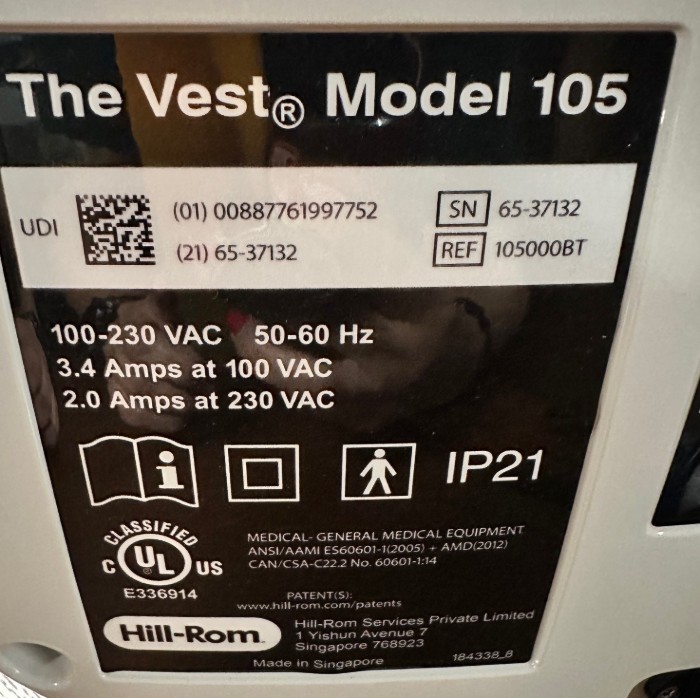 The Vest® Model 105
UDI
(01) 00887761997752
(21) 65-37132
SN 65-37132
REF 105000BT
100-230 VAC 50-60 Hz
3.4 Amps at 100 VAC
2.0 Amps at 230 VAC
i
IP21
CLASSIFIED
C UL ® US
E336914
MEDICAL- GENERAL MEDICAL EQUIPMENT
ANSI/AAMI ES60601-1(2005) + AMD(2012)
CAN/CSA-C22.2 No. 60601-1:14
PATENT(S):
www.hill-rom.com/patents
Hill-Rom
Hill-Rom Services Private Limited
1 Yishun Avenue 7
Singapore 768923
Made in Singapore
184338_8